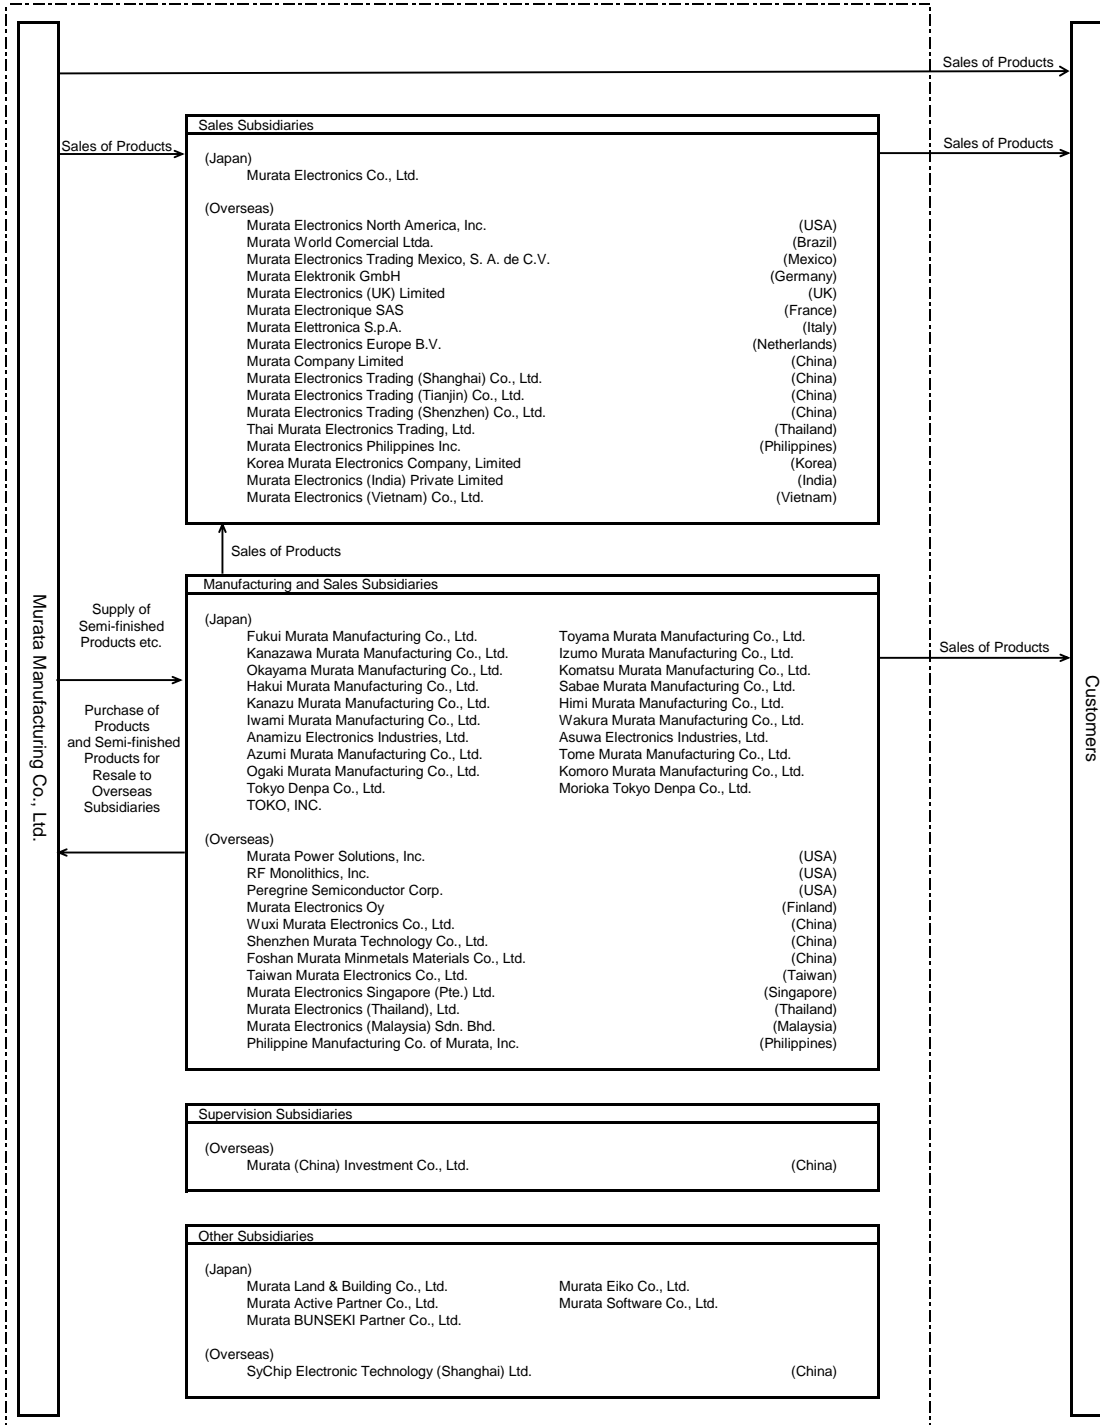 Sales of Products
Sales Subsidiaries
Sales of Products
Sales of Products
(Japan)
Murata Electronics Co., Ltd.
(Overseas)
Murata Electronics North America, Inc. (USA)
Murata World Comercial Ltda. (Brazil)
Murata Electronics Trading Mexico, S. A. de C.V. (Mexico)
Murata Elektronik GmbH (Germany)
Murata Electronics (UK) Limited (UK)
Murata Electronique SAS (France)
Murata Elettronica S.p.A. (Italy)
Murata Electronics Europe B.V. (Netherlands)
Murata Company Limited (China)
Murata Electronics Trading (Shanghai) Co., Ltd. (China)
Murata Electronics Trading (Tianjin) Co., Ltd. (China)
Murata Electronics Trading (Shenzhen) Co., Ltd. (China)
Thai Murata Electronics Trading, Ltd. (Thailand)
Murata Electronics Philippines Inc. (Philippines)
Korea Murata Electronics Company, Limited (Korea)
Murata Electronics (India) Private Limited (India)
Murata Electronics (Vietnam) Co., Ltd. (Vietnam)
Sales of Products
Murata Manufacturing Co., Ltd.
Supply of
Semi-finished
Products etc.
Purchase of
Products
and Semi-finished
Products for
Resale to
Overseas
Subsidiaries
Manufacturing and Sales Subsidiaries
(Japan)
Fukui Murata Manufacturing Co., Ltd. Toyama Murata Manufacturing Co., Ltd.
Kanazawa Murata Manufacturing Co., Ltd. Izumo Murata Manufacturing Co., Ltd.
Okayama Murata Manufacturing Co., Ltd. Komatsu Murata Manufacturing Co., Ltd.
Hakui Murata Manufacturing Co., Ltd. Sabae Murata Manufacturing Co., Ltd.
Kanazu Murata Manufacturing Co., Ltd. Himi Murata Manufacturing Co., Ltd.
Iwami Murata Manufacturing Co., Ltd. Wakura Murata Manufacturing Co., Ltd.
Anamizu Electronics Industries, Ltd. Asuwa Electronics Industries, Ltd.
Azumi Murata Manufacturing Co., Ltd. Tome Murata Manufacturing Co., Ltd.
Ogaki Murata Manufacturing Co., Ltd. Komoro Murata Manufacturing Co., Ltd.
Tokyo Denpa Co., Ltd. Morioka Tokyo Denpa Co., Ltd.
TOKO, INC.
(Overseas)
Murata Power Solutions, Inc. (USA)
RF Monolithics, Inc. (USA)
Peregrine Semiconductor Corp. (USA)
Murata Electronics Oy (Finland)
Wuxi Murata Electronics Co., Ltd. (China)
Shenzhen Murata Technology Co., Ltd. (China)
Foshan Murata Minmetals Materials Co., Ltd. (China)
Taiwan Murata Electronics Co., Ltd. (Taiwan)
Murata Electronics Singapore (Pte.) Ltd. (Singapore)
Murata Electronics (Thailand), Ltd. (Thailand)
Murata Electronics (Malaysia) Sdn. Bhd. (Malaysia)
Philippine Manufacturing Co. of Murata, Inc. (Philippines)
Sales of Products
Customers
Supervision Subsidiaries
(Overseas)
Murata (China) Investment Co., Ltd. (China)
Other Subsidiaries
(Japan)
Murata Land & Building Co., Ltd. Murata Eiko Co., Ltd.
Murata Active Partner Co., Ltd. Murata Software Co., Ltd.
Murata BUNSEKI Partner Co., Ltd.
(Overseas)
SyChip Electronic Technology (Shanghai) Ltd. (China)